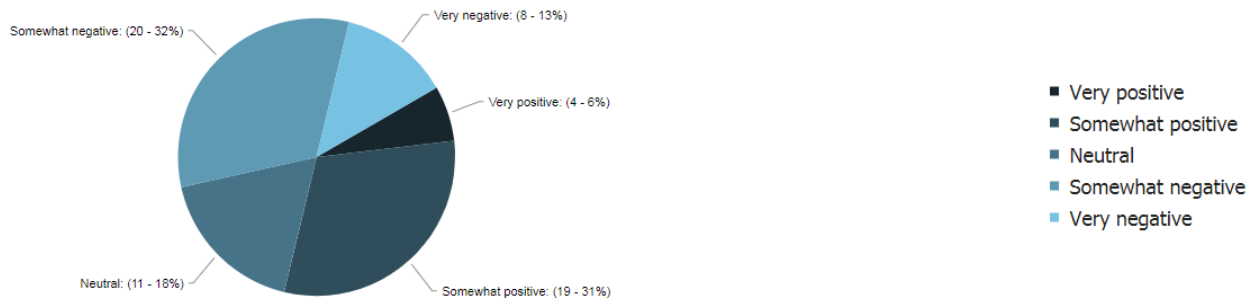 Very negative: (8 - 13%)
Somewhat negative: (20 - 32%)
Very positive: (4 - 6%)
Neutral: (11 - 18%)
Somewhat positive: (19 - 31%)
Very positive
Somewhat positive
Neutral
Somewhat negative
Very negative